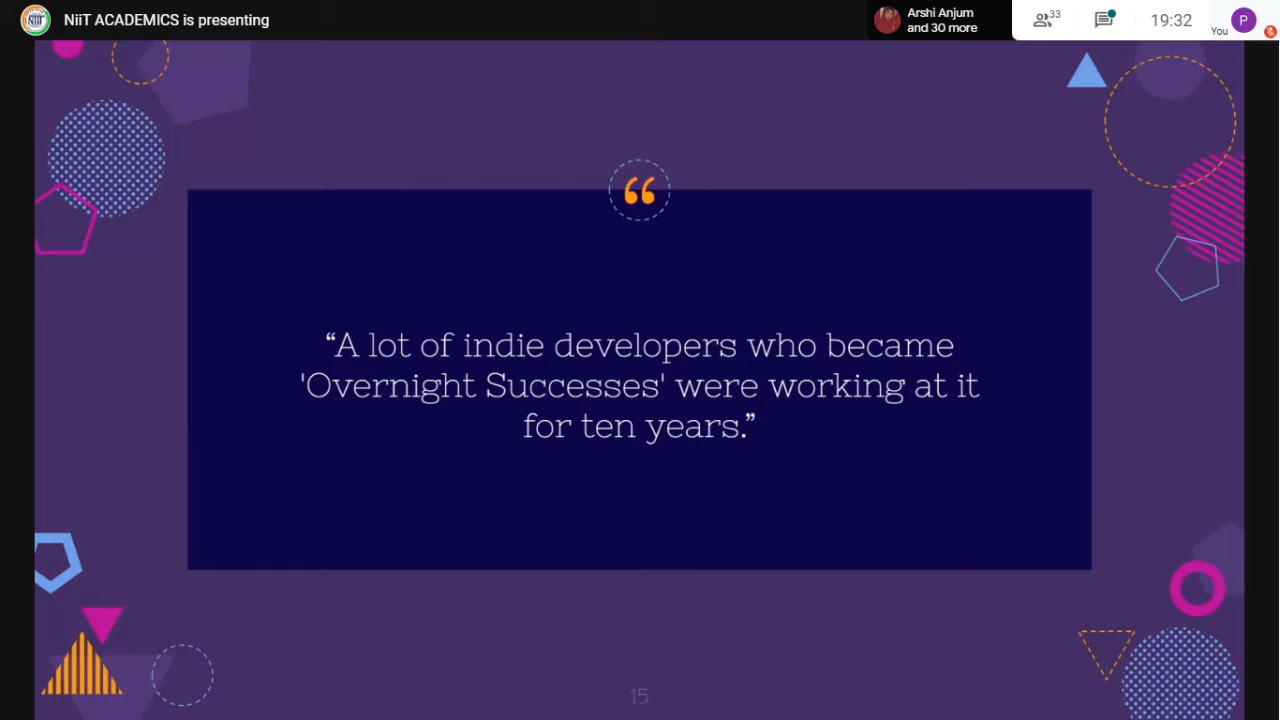 NiiT ACADEMICS is presenting
Arshi Anjum
and 30 more
33
19:32
You
P
“
“A lot of indie developers who became
'Overnight Successes' were working at it
for ten years.”
15